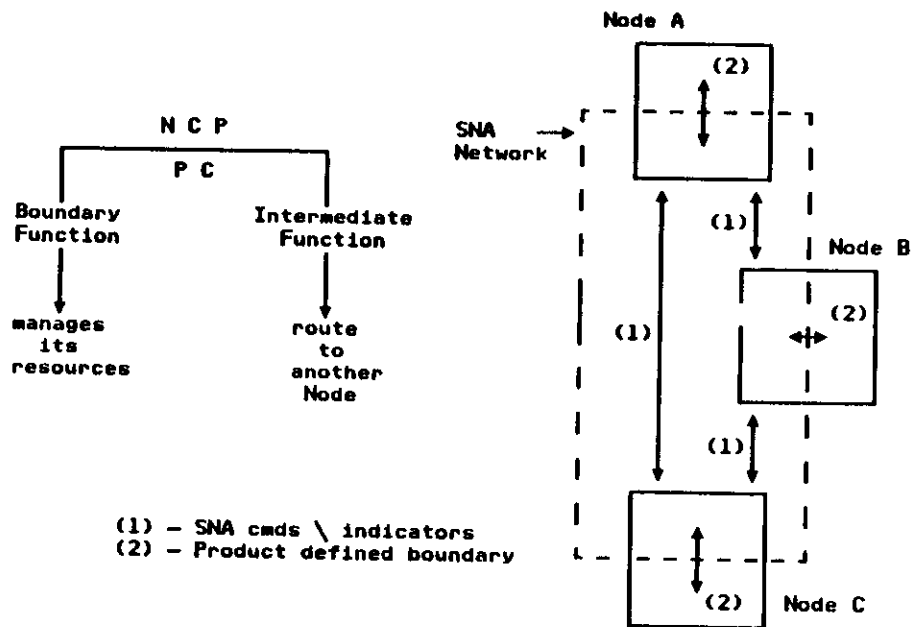 N C P
P C
Boundary
Function
Intermediate
Function
manages
its
resources
route
to
another
Node
Node A
(2)
SNA
Network
(1)
Node B
(2)
(1)
(1)
(2)
Node C
(1) - SNA cmds \ indicators
(2) - Product defined boundary